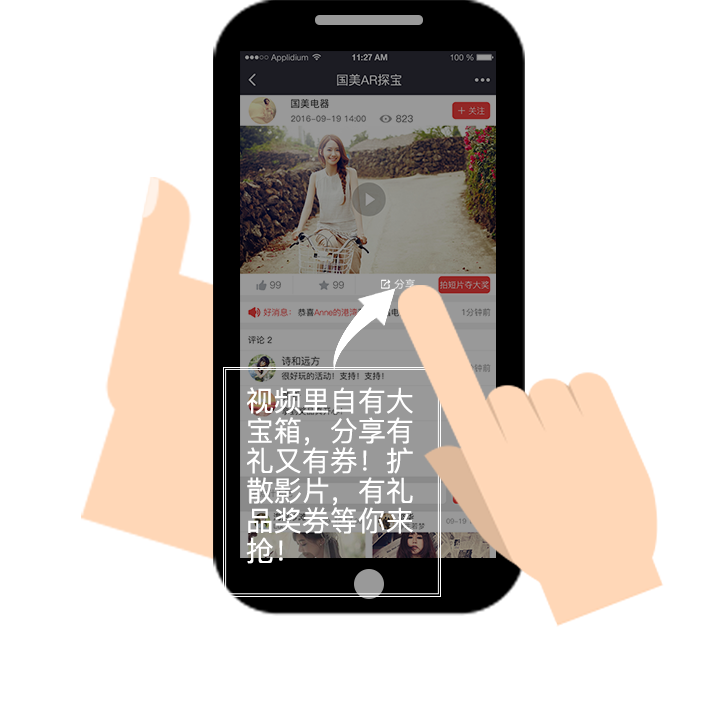 ●●●○○ Applidium 11:27 AM 100 %
国美AR探宝
国美电器
2016-09-19 14:00 823
+ 关注
99 99 分享 拍短片夺大奖
好消息： 恭喜Anne的港湾 1分钟前
评论 2
诗和远方
很好玩的活动！支持！支持！
视频里自有大
宝箱，分享有
礼又有券！扩
散影片，有礼
品奖券等你来
抢！
09-19